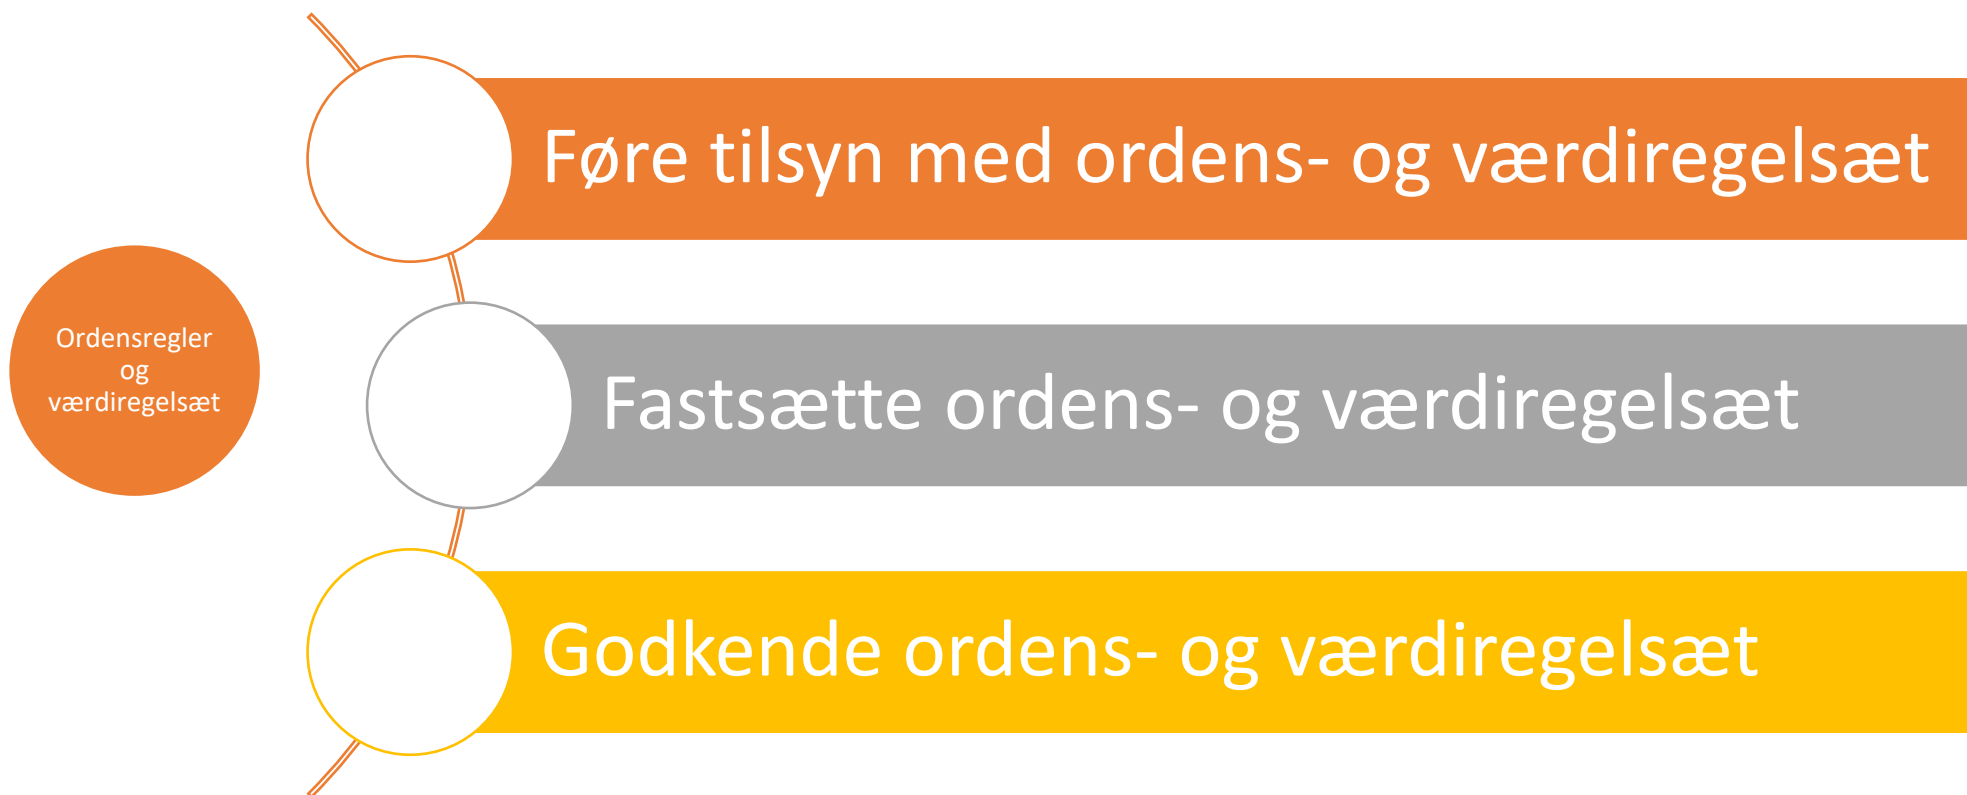 Ordensregler
og
værdiregelsæt
Føre tilsyn med ordens- og værdiregelsæt
Fastsætte ordens- og værdiregelsæt
Godkende ordens- og værdiregelsæt